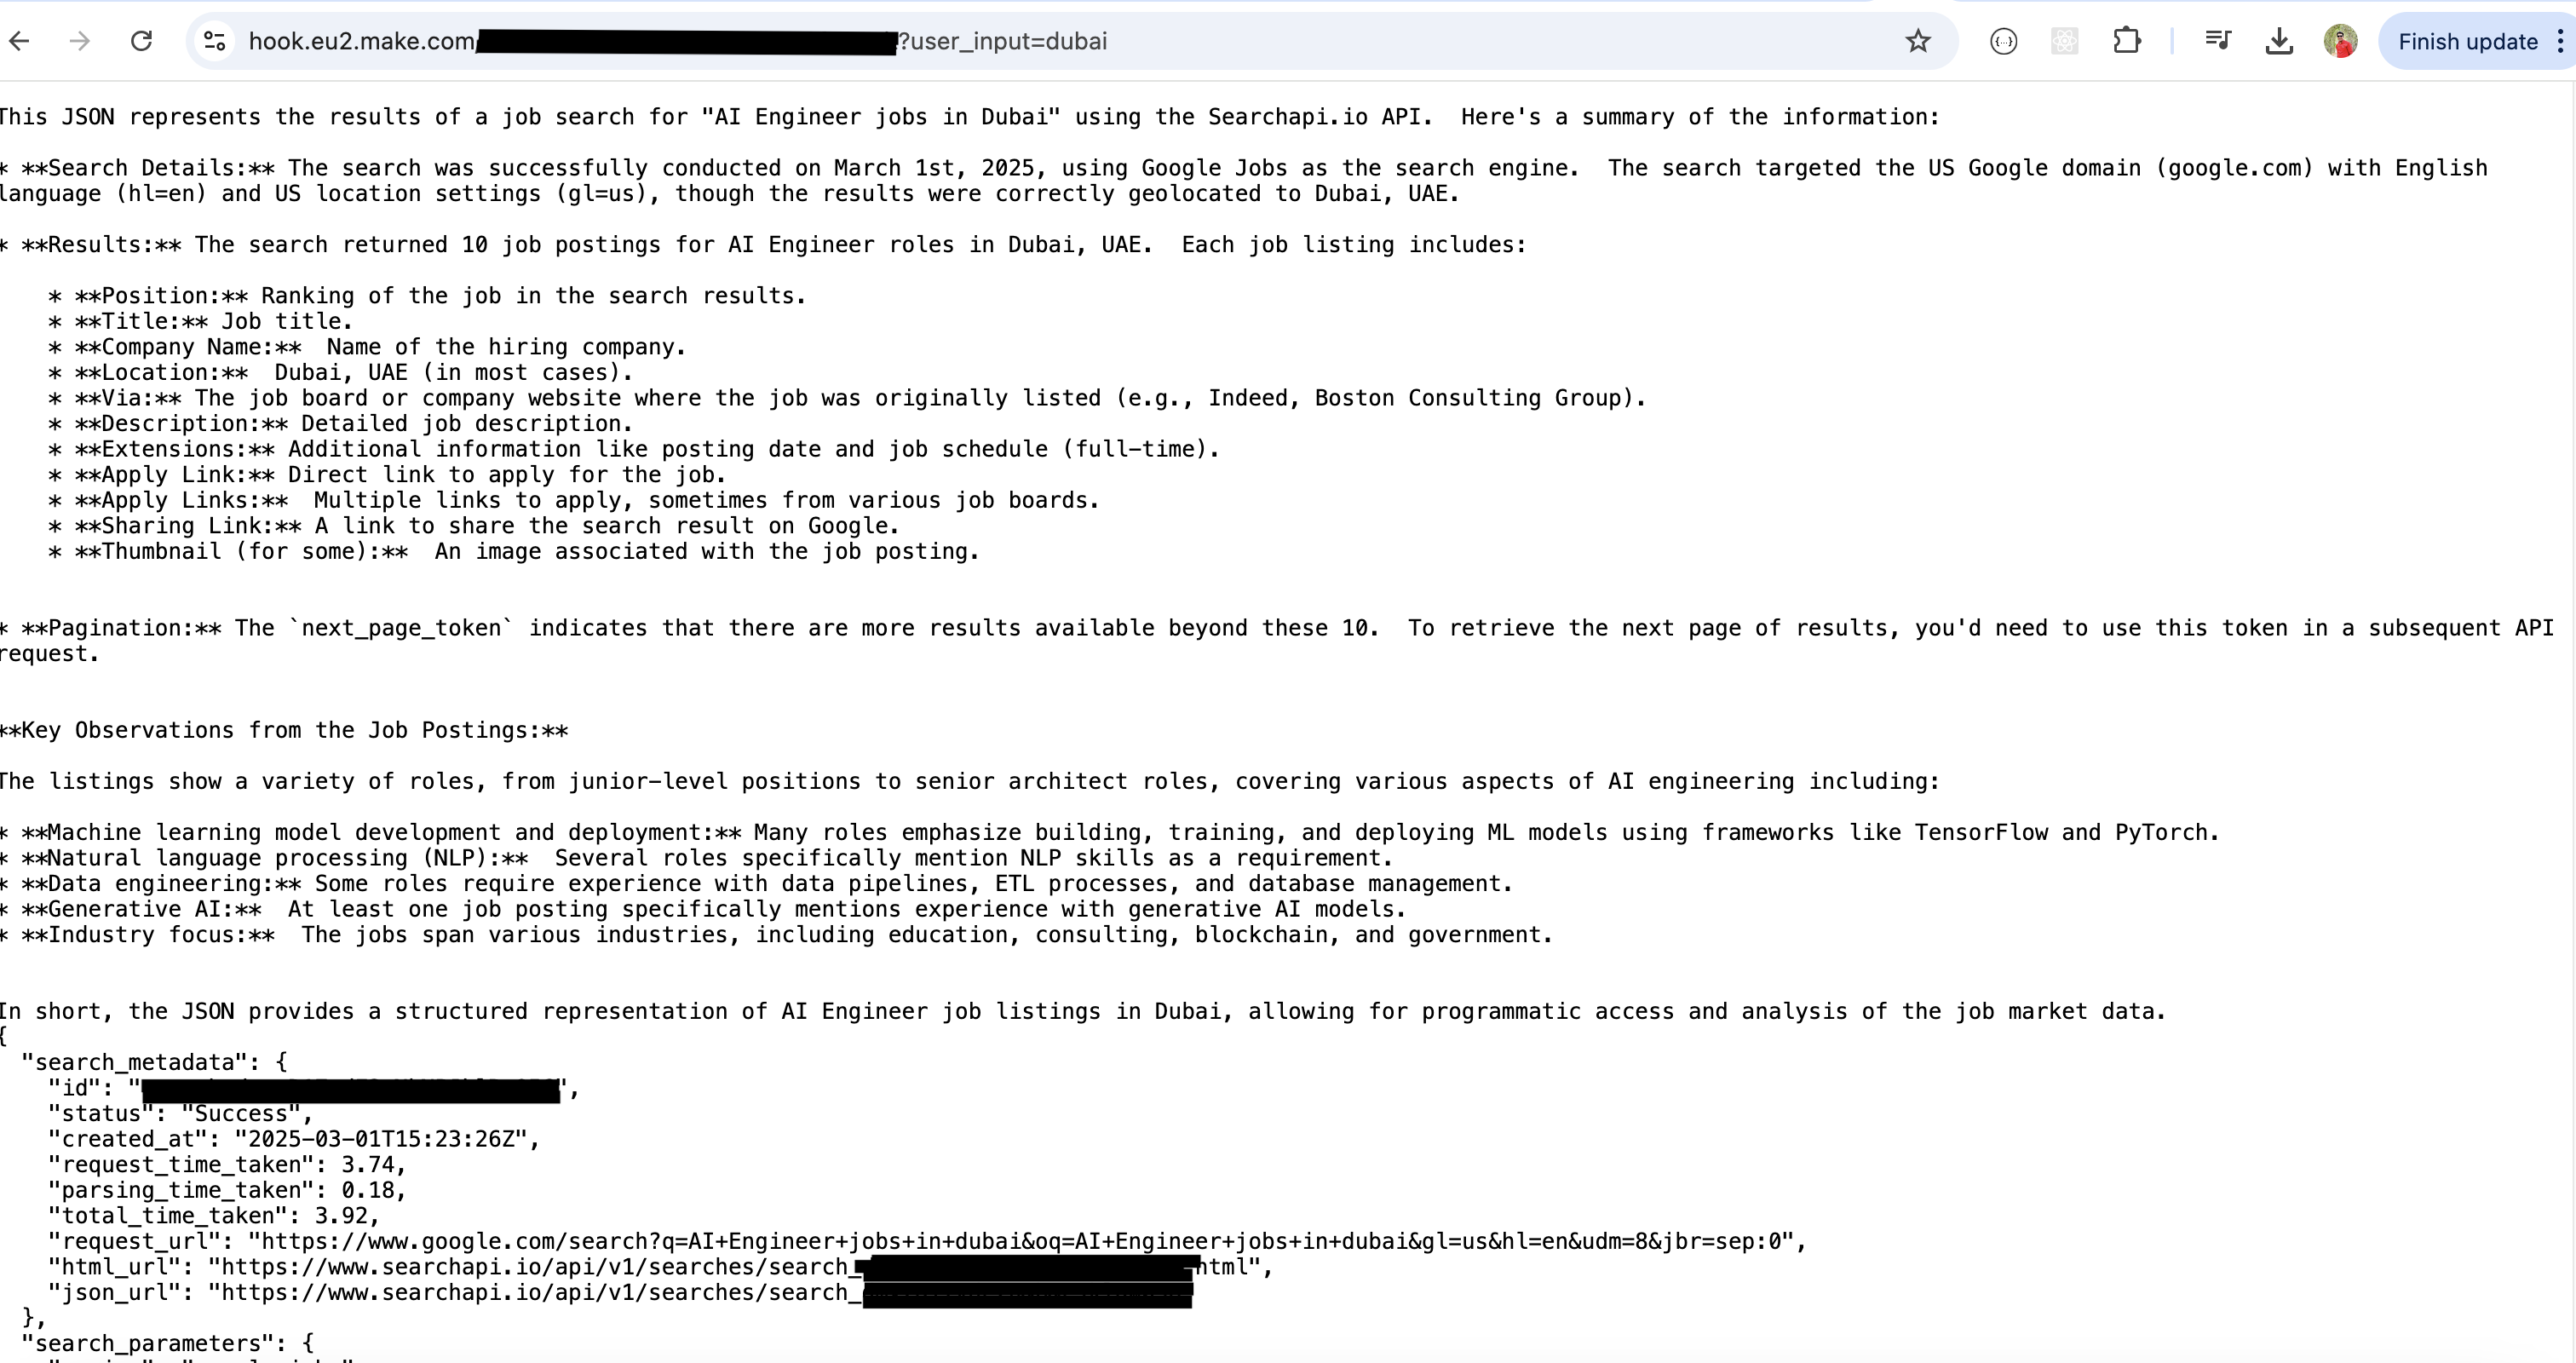 hook.eu2.make.com ?user_input=dubai
Finish update
This JSON represents the results of a job search for "AI Engineer jobs in Dubai" using the Searchapi.io API.  Here's a summary of the information:
* **Search Details:** The search was successfully conducted on March 1st, 2025, using Google Jobs as the search engine.  The search targeted the US Google domain (google.com) with English
language (hl=en) and US location settings (gl=us), though the results were correctly geolocated to Dubai, UAE.
* **Results:** The search returned 10 job postings for AI Engineer roles in Dubai, UAE.  Each job listing includes:
* **Position:** Ranking of the job in the search results.
* **Title:** Job title.
* **Company Name:**  Name of the hiring company.
* **Location:**  Dubai, UAE (in most cases).
* **Via:** The job board or company website where the job was originally listed (e.g., Indeed, Boston Consulting Group).
* **Description:** Detailed job description.
* **Extensions:** Additional information like posting date and job schedule (full-time).
* **Apply Link:** Direct link to apply for the job.
* **Apply Links:**  Multiple links to apply, sometimes from various job boards.
* **Sharing Link:** A link to share the search result on Google.
* **Thumbnail (for some):**  An image associated with the job posting.
* **Pagination:** The `next_page_token` indicates that there are more results available beyond these 10.  To retrieve the next page of results, you'd need to use this token in a subsequent API
request.
**Key Observations from the Job Postings:**
The listings show a variety of roles, from junior-level positions to senior architect roles, covering various aspects of AI engineering including:
* **Machine learning model development and deployment:** Many roles emphasize building, training, and deploying ML models using frameworks like TensorFlow and PyTorch.
* **Natural language processing (NLP):**  Several roles specifically mention NLP skills as a requirement.
* **Data engineering:** Some roles require experience with data pipelines, ETL processes, and database management.
* **Generative AI:**  At least one job posting specifically mentions experience with generative AI models.
* **Industry focus:**  The jobs span various industries, including education, consulting, blockchain, and government.
In short, the JSON provides a structured representation of AI Engineer job listings in Dubai, allowing for programmatic access and analysis of the job market data.
{
"search_metadata": {
"id": " ",
"status": "Success",
"created_at": "2025-03-01T15:23:26Z",
"request_time_taken": 3.74,
"parsing_time_taken": 0.18,
"total_time_taken": 3.92,
"request_url": "https://www.google.com/search?q=AI+Engineer+jobs+in+dubai&oq=AI+Engineer+jobs+in+dubai&gl=us&hl=en&udm=8&jbr=sep:0",
"html_url": "https://www.searchapi.io/api/v1/searches/search_ html",
"json_url": "https://www.searchapi.io/api/v1/searches/search_
},
"search_parameters": {